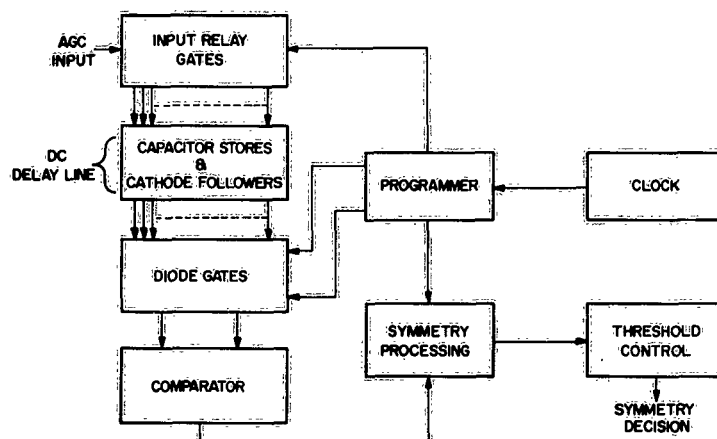 AGC
INPUT
INPUT RELAY
GATES
DC
DELAY LINE
CAPACITOR STORES
&
CATHODE FOLLOWERS
PROGRAMMER
CLOCK
DIODE GATES
SYMMETRY
PROCESSING
THRESHOLD
CONTROL
COMPARATOR
SYMMETRY
DECISION